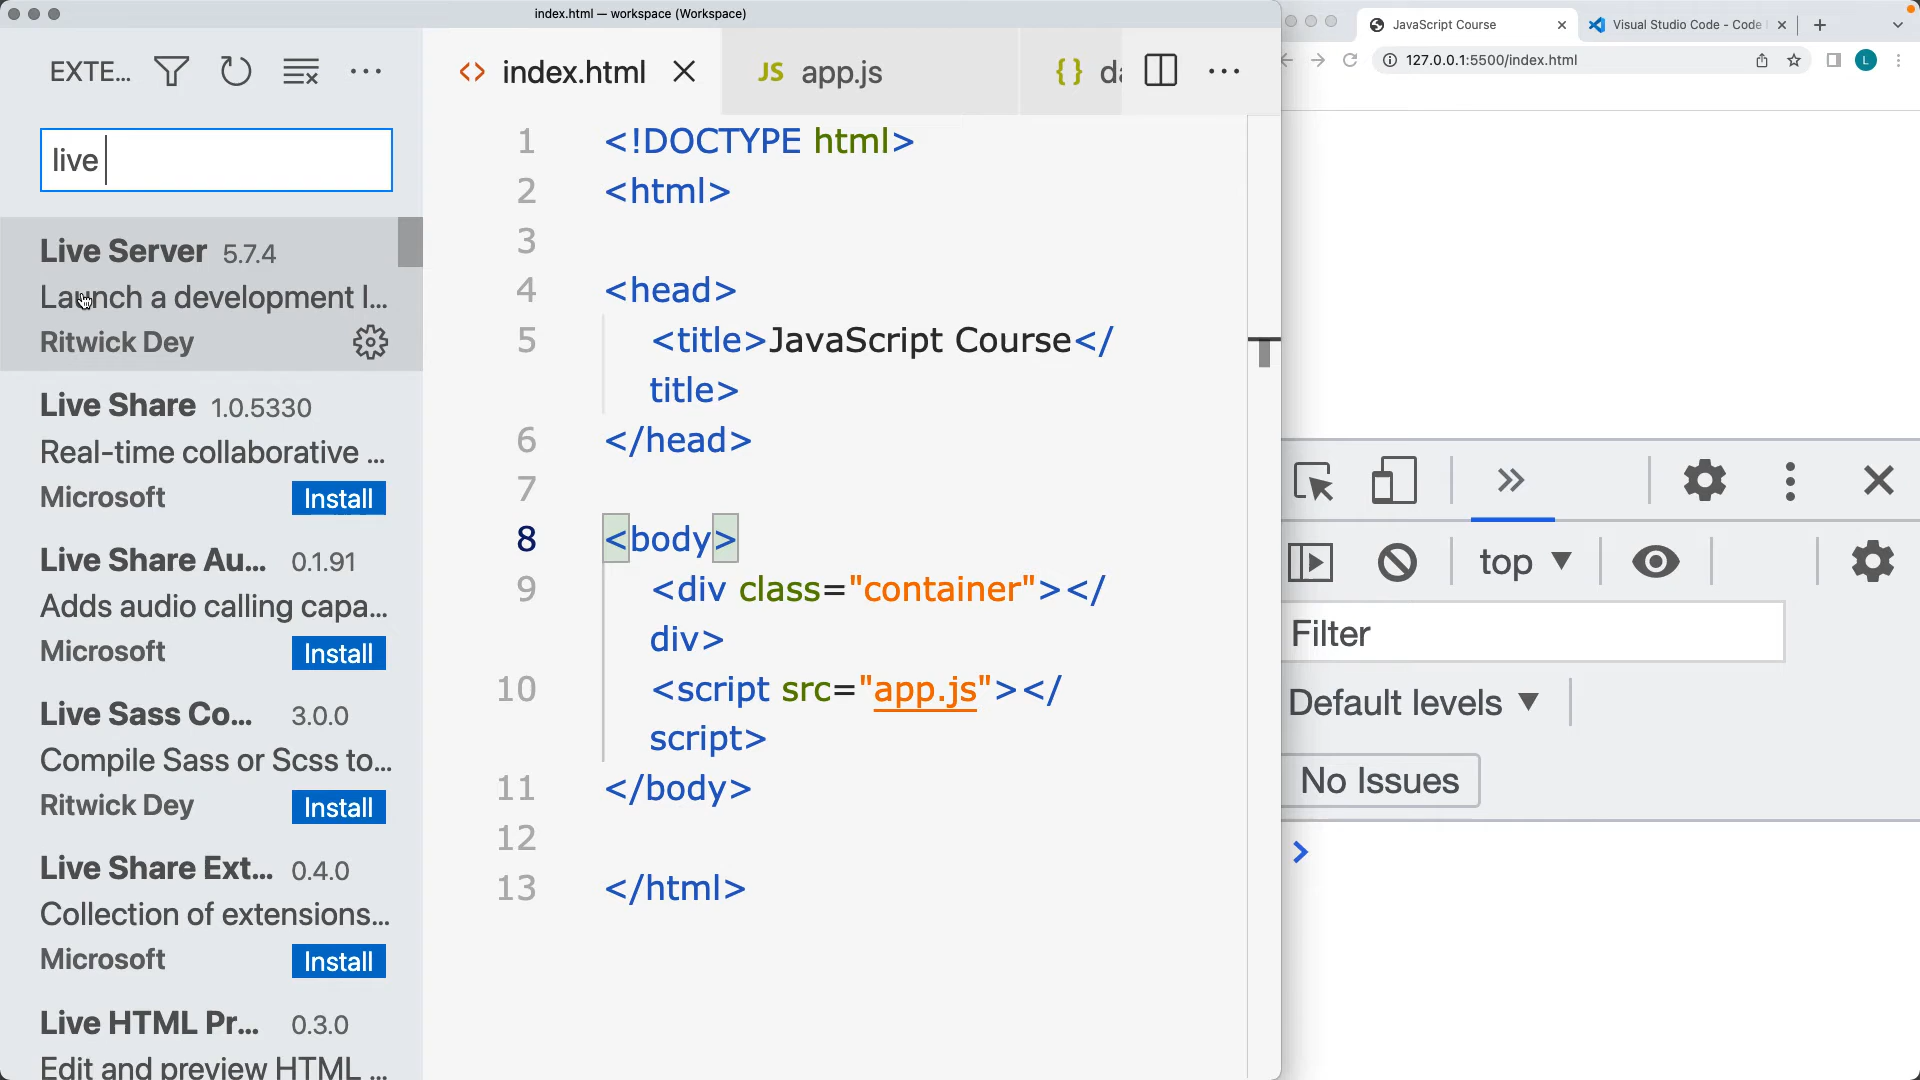 index.html — workspace (Workspace)
EXTE...
live
Live Server 5.7.4
Launch a development l...
Ritwick Dey
Live Share 1.0.5330
Real-time collaborative ...
Microsoft
Install
Live Share Au... 0.1.91
Adds audio calling capa...
Microsoft
Install
Live Sass Co... 3.0.0
Compile Sass or Scss to...
Ritwick Dey
Install
Live Share Ext... 0.4.0
Collection of extensions...
Microsoft
Install
Live HTML Pr... 0.3.0
Edit and preview HTML ...
<> index.html
JS app.js
{ } da
1 <!DOCTYPE html>
2 <html>
3
4 <head>
5 <title>JavaScript Course</
title>
6 </head>
7
8 <body>
9 <div class="container"></
div>
10 <script src="app.js"></
script>
11 </body>
12
13 </html>
JavaScript Course
Visual Studio Code - Code
127.0.0.1:5500/index.html
L
top
Filter
Default levels
No Issues